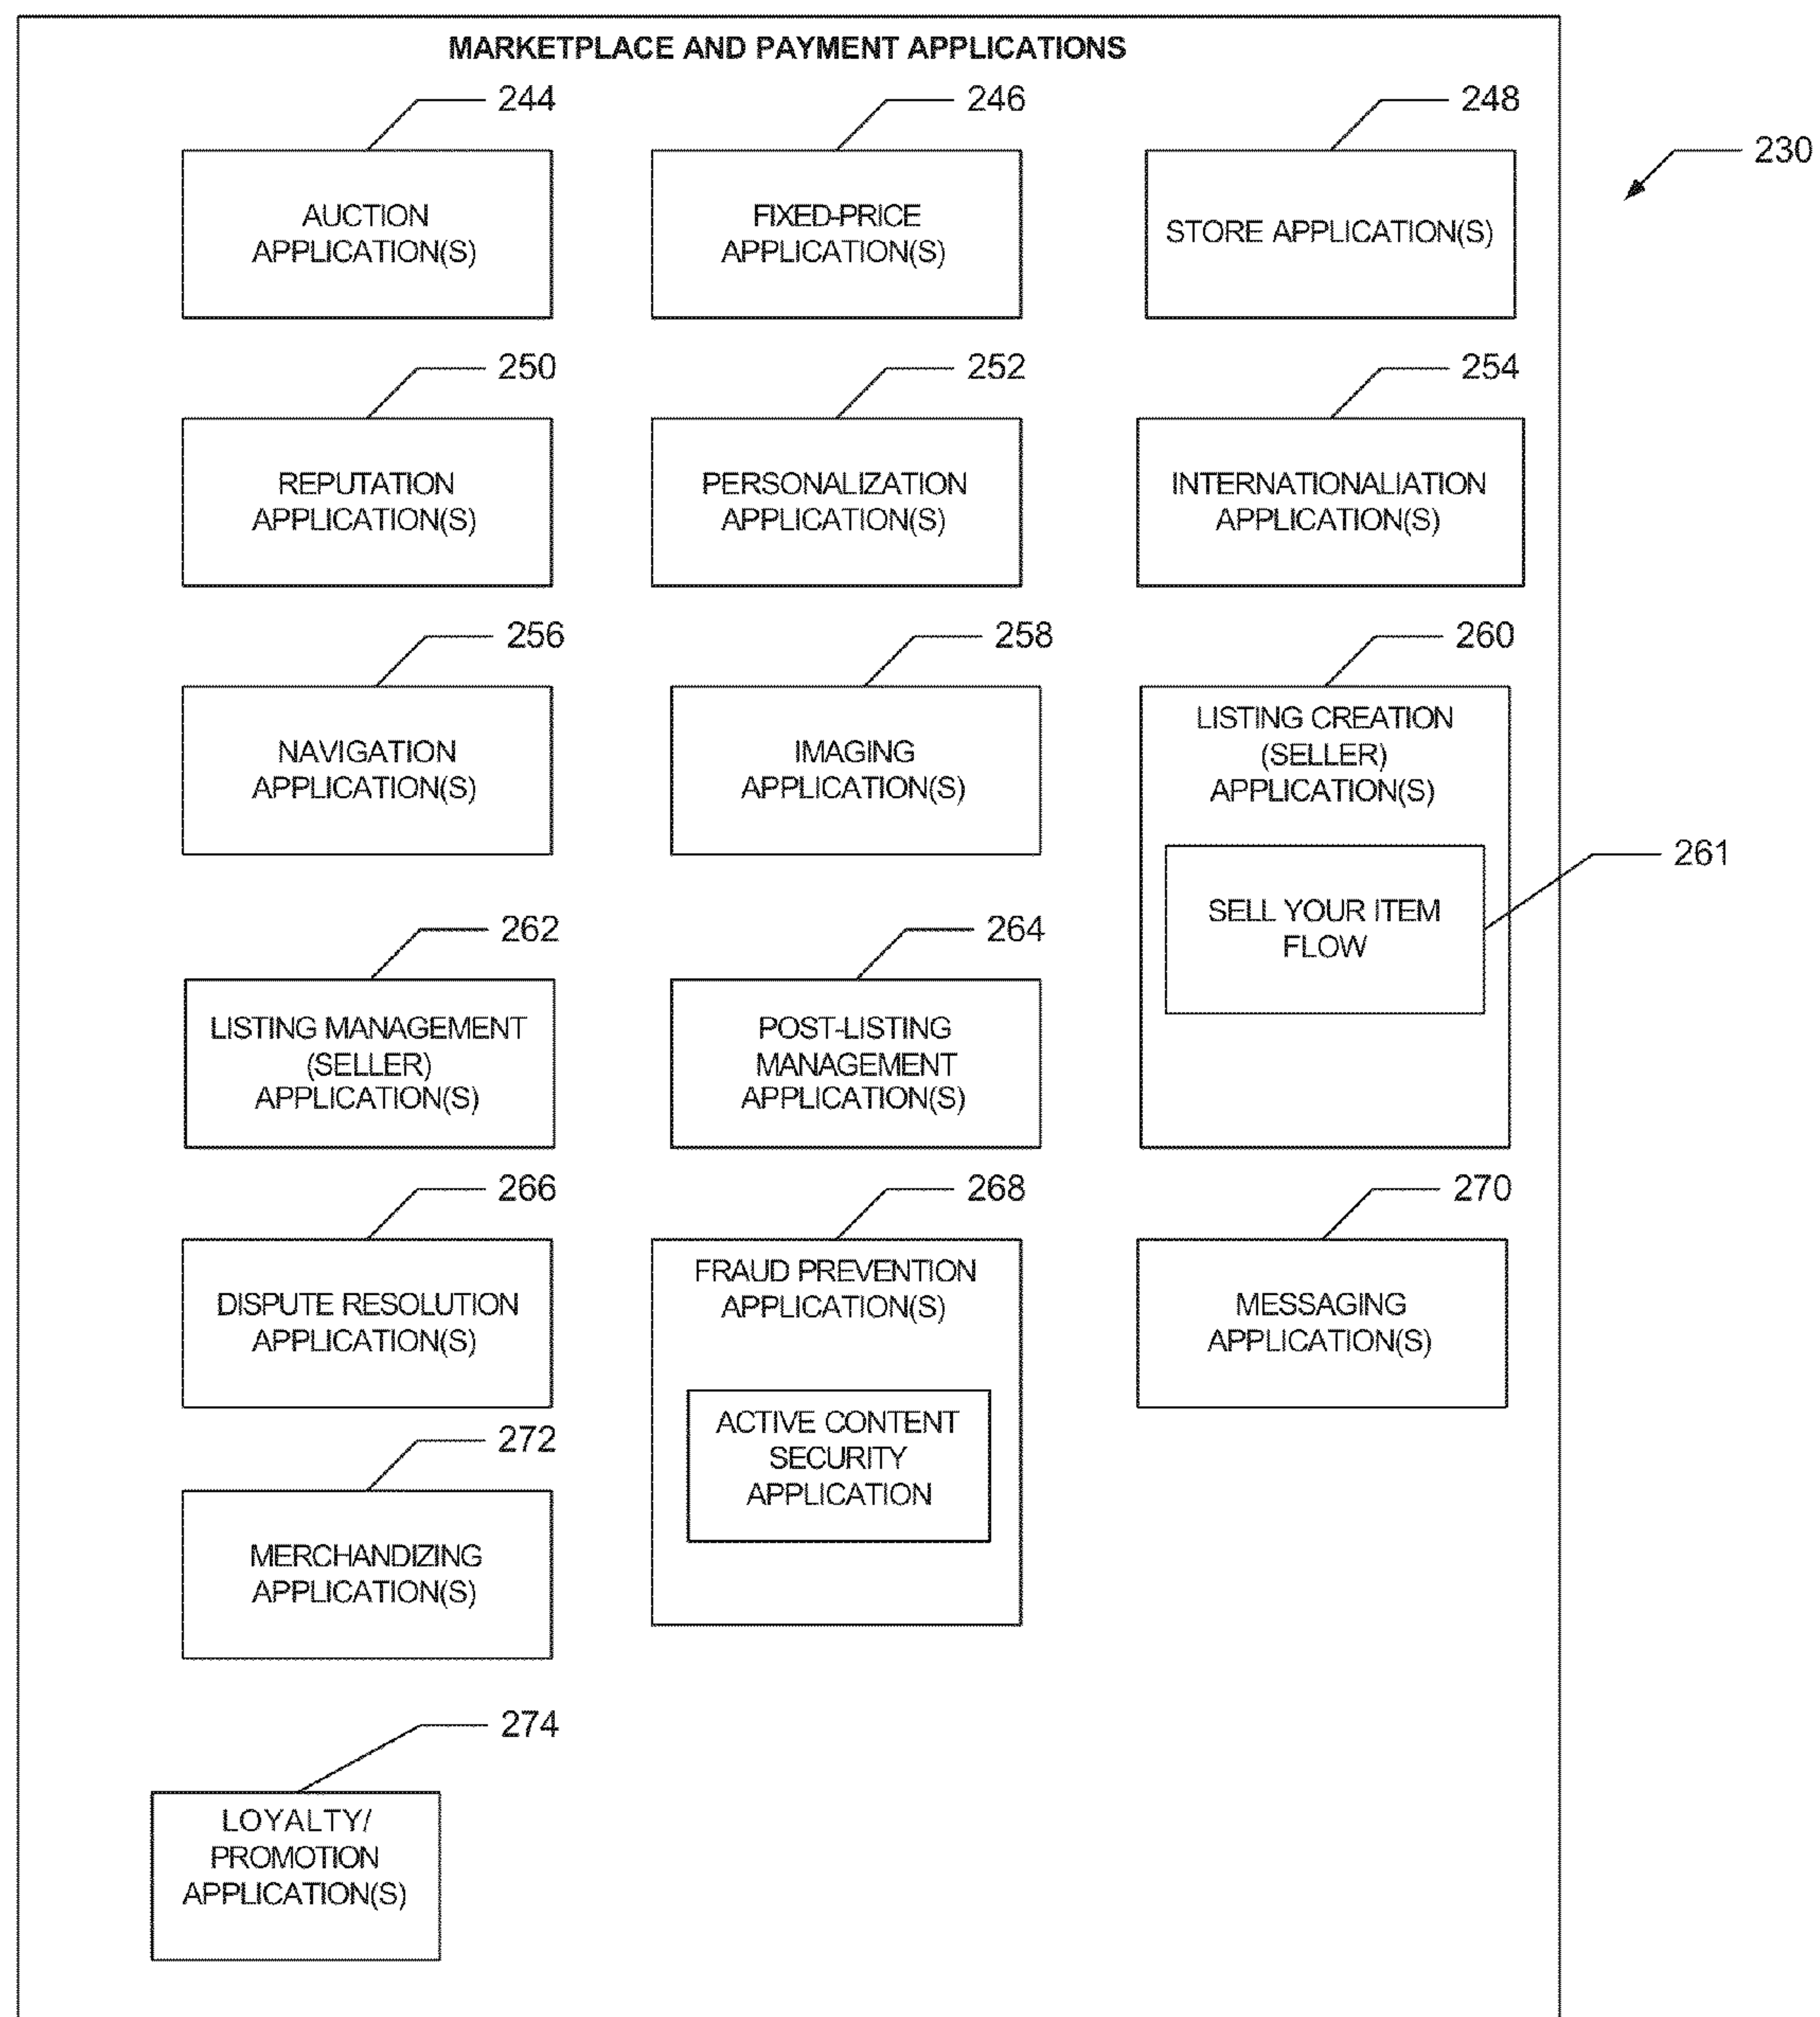 MARKETPLACE AND PAYMENT APPLICATIONS
244
246
248
230
AUCTION
APPLICATION(S)
FIXED-PRICE
APPLICATION(S)
STORE APPLICATION(S)
250
252
254
REPUTATION
APPLICATION(S)
PERSONALIZATION
APPLICATION(S)
INTERNATIONALIATION
APPLICATION(S)
256
258
260
NAVIGATION
APPLICATION(S)
IMAGING
APPLICATION(S)
LISTING CREATION
(SELLER)
APPLICATION(S)
261
SELL YOUR ITEM
FLOW
262
264
LISTING MANAGEMENT
(SELLER)
APPLICATION(S)
POST-LISTING
MANAGEMENT
APPLICATION(S)
266
268
270
DISPUTE RESOLUTION
APPLICATION(S)
FRAUD PREVENTION
APPLICATION(S)
MESSAGING
APPLICATION(S)
ACTIVE CONTENT
SECURITY
APPLICATION
272
MERCHANDIZING
APPLICATION(S)
274
LOYALTY/
PROMOTION
APPLICATION(S)